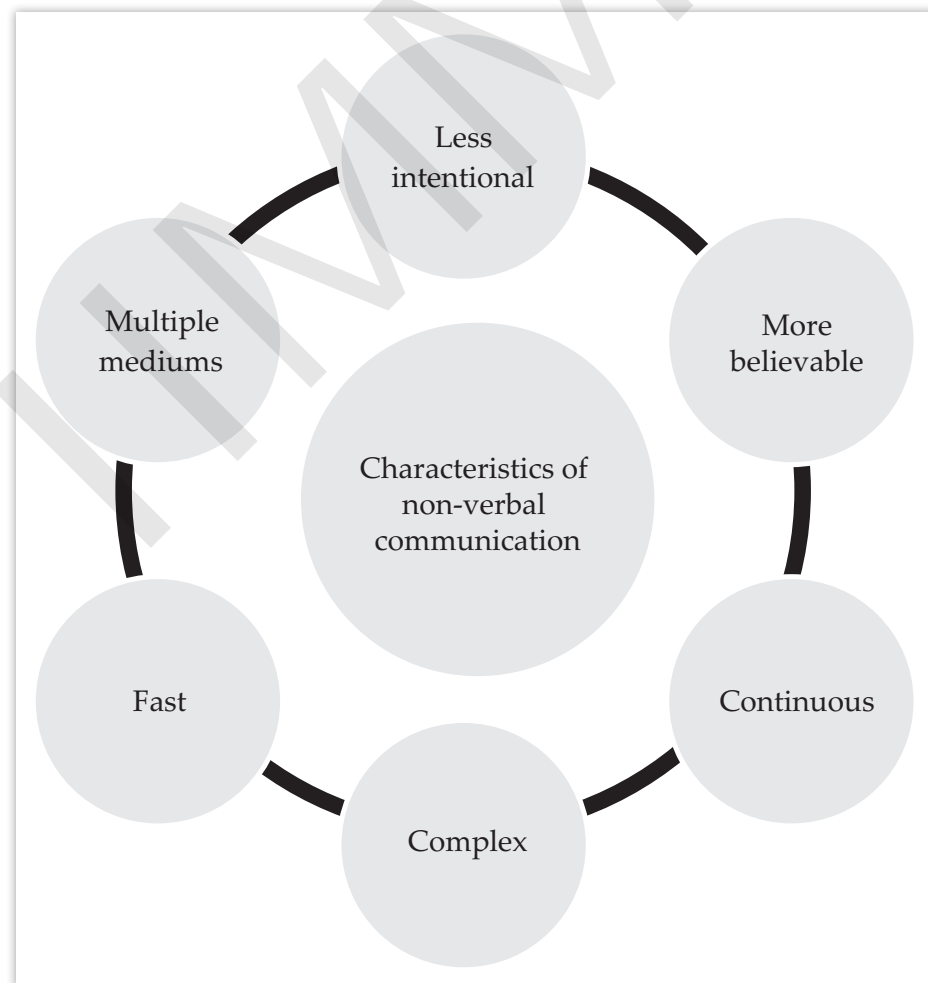 Less
intentional
More
believable
Continuous
Complex
Fast
Multiple
mediums
Characteristics of
non-verbal
communication